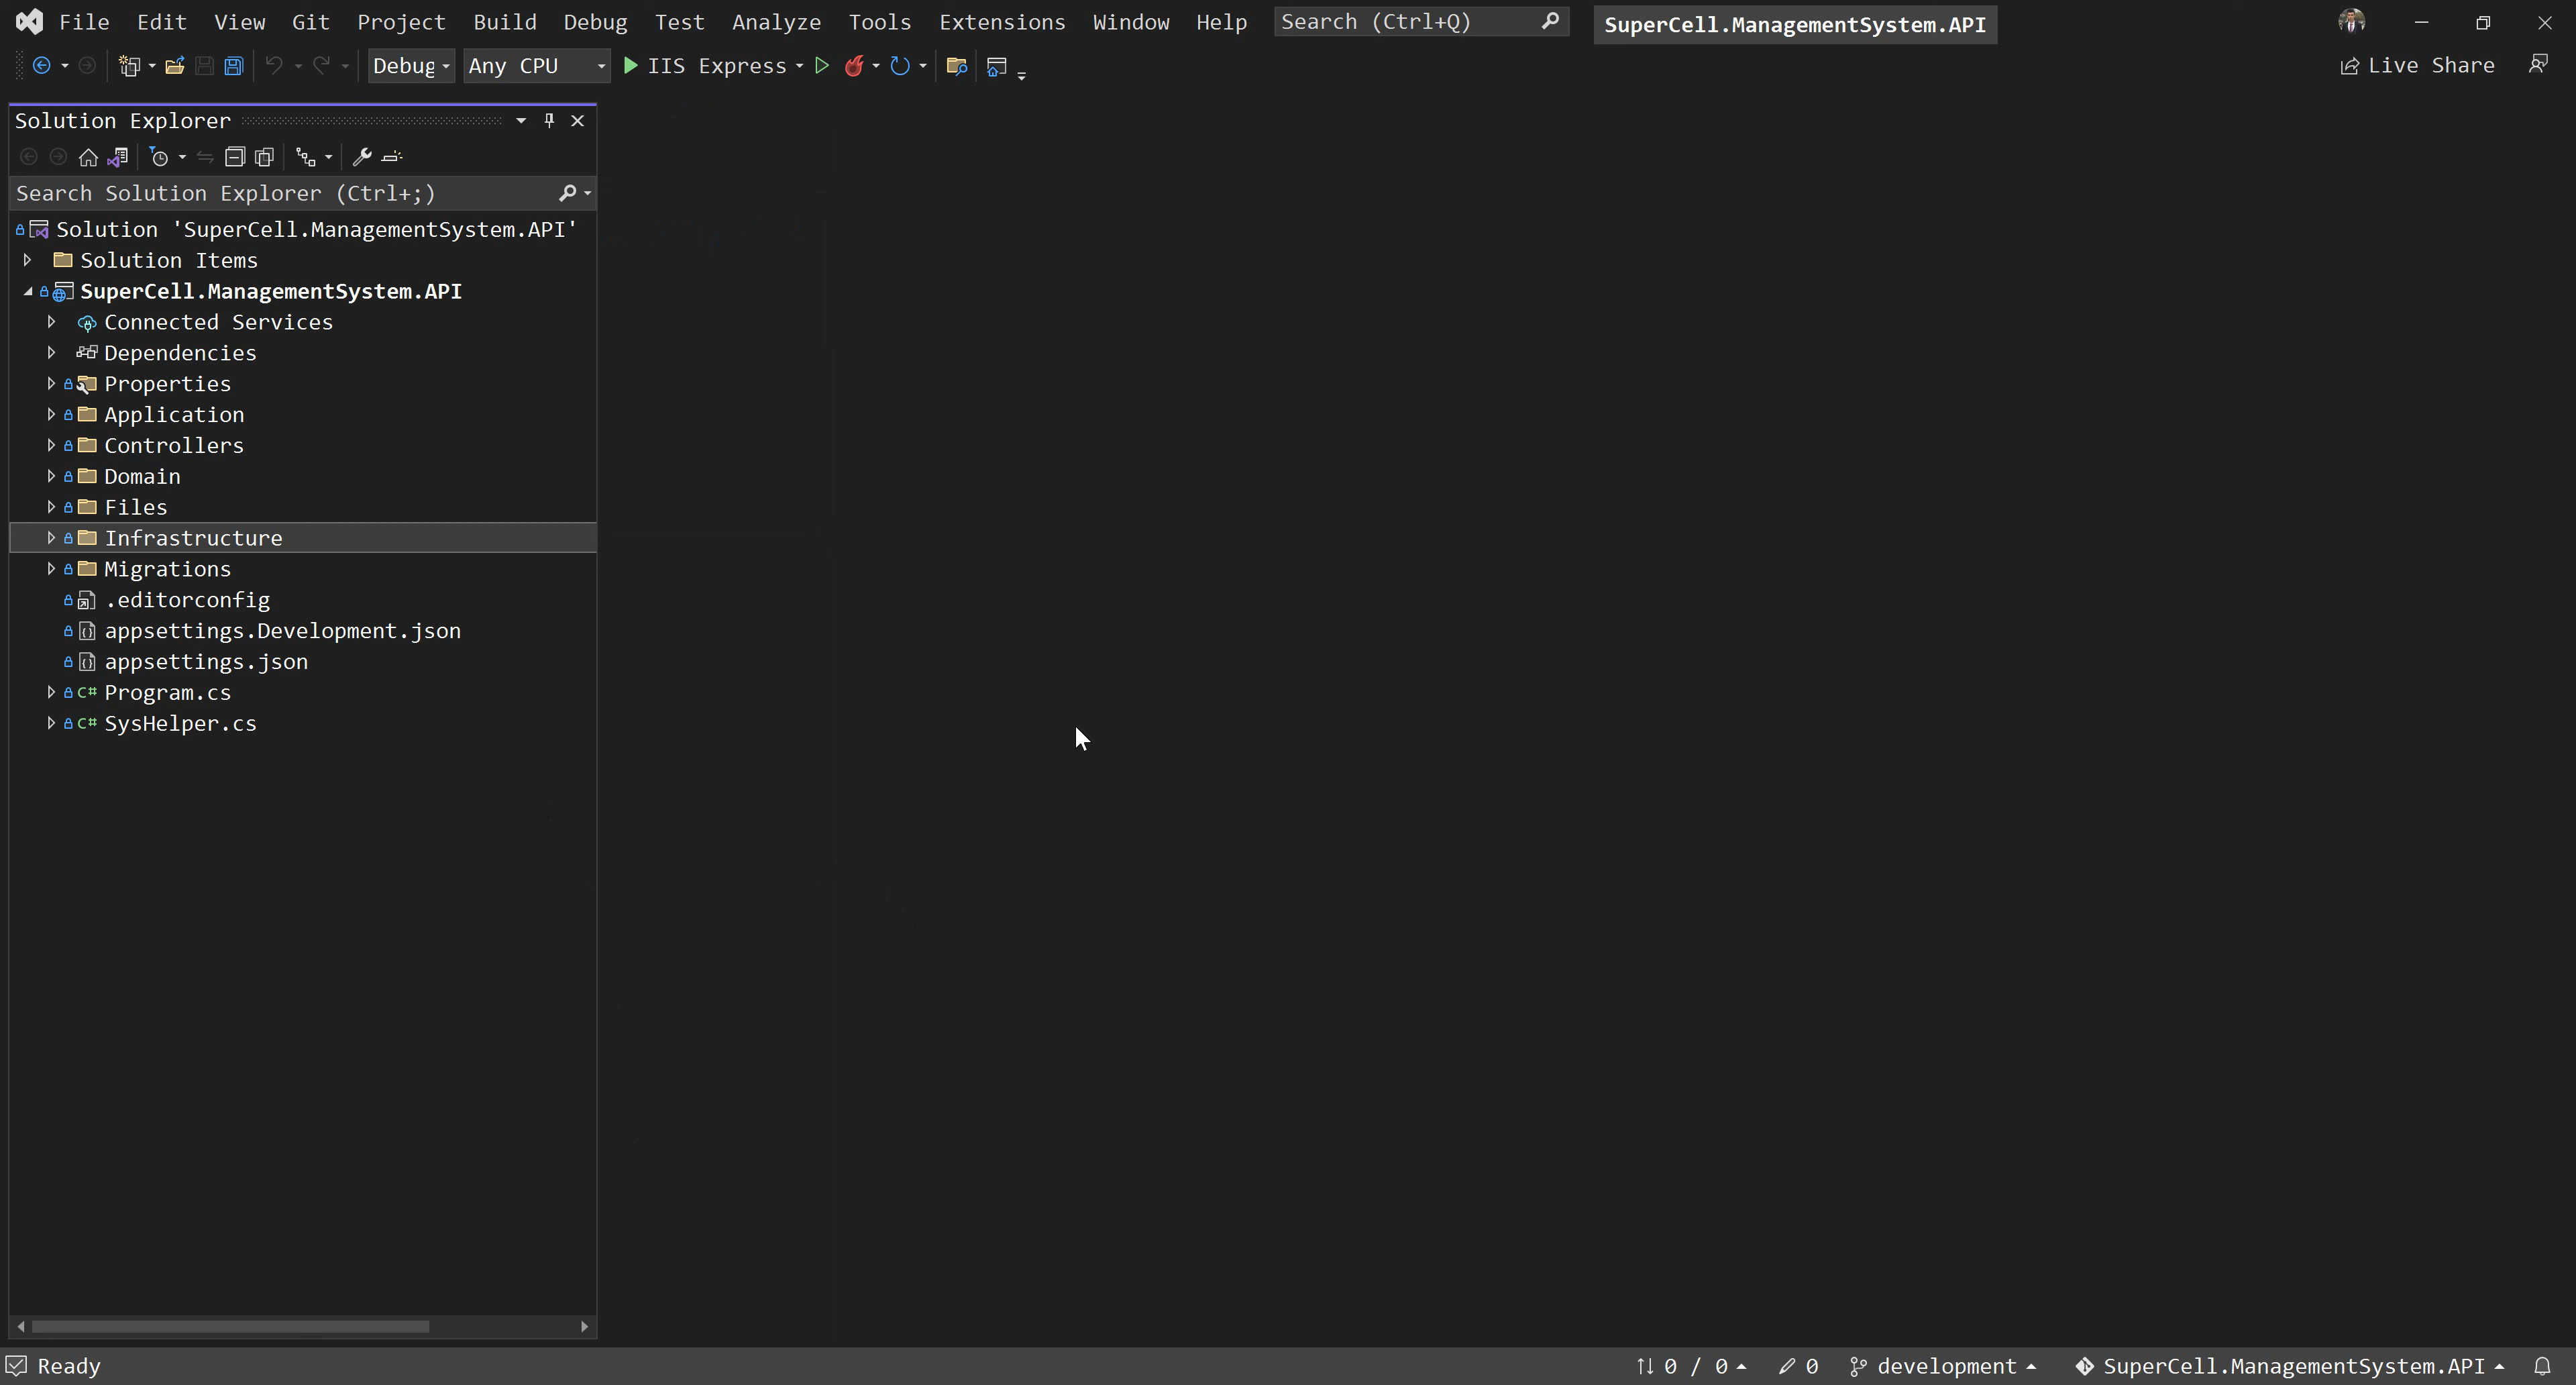 File Edit View Git Project Build Debug Test Analyze Tools Extensions Window Help Search (Ctrl+Q) SuperCell.ManagementSystem.API
Debug Any CPU IIS Express Live Share
Solution Explorer
Search Solution Explorer (Ctrl+;)
Solution 'SuperCell.ManagementSystem.API'
Solution Items
SuperCell.ManagementSystem.API
Connected Services
Dependencies
Properties
Application
Controllers
Domain
Files
Infrastructure
Migrations
.editorconfig
appsettings.Development.json
appsettings.json
C# Program.cs
C# SysHelper.cs
Ready 0 / 0 0 development SuperCell.ManagementSystem.API